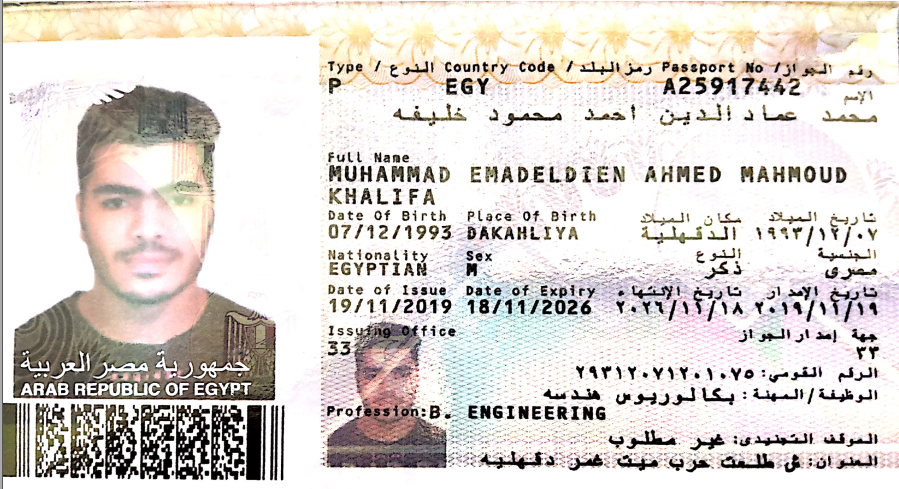 Type / النوع Country Code / رمز البلد Passport No / رقم الجواز
P EGY A25917442
الإسم
محمد عمادالدين احمد محمود خليفه
Full Name
MUHAMMAD EMADELDIEN AHMED MAHMOUD
KHALIFA
Date Of Birth Place Of Birth مكان الميلاد تاريخ الميلاد
07/12/1993 DAKAHLIYA الدقهلية ١٩٩٣/١٢/٠٧
Nationality Sex النوع الجنسية
EGYPTIAN M ذكر مصرى
Date of Issue Date of Expiry تاريخ الإنتهاء تاريخ الإصدار
19/11/2019 18/11/2026 ٢٠٢٦/١١/١٨ ٢٠١٩/١١/١٩
Issuing Office جهة إصدار الجواز
33 ٣٣
الرقم القومى: ٢٩٣١٢٠٧١٢٠١٠٧٥
الوظيفة/المهنة: بكالوريوس هندسه
Profession: B. ENGINEERING
الموقف التجنيدى: غير مطلوب
العنوان: ش طلعت حرب ميت غمر دقهليه
جمهورية مصر العربية
ARAB REPUBLIC OF EGYPT